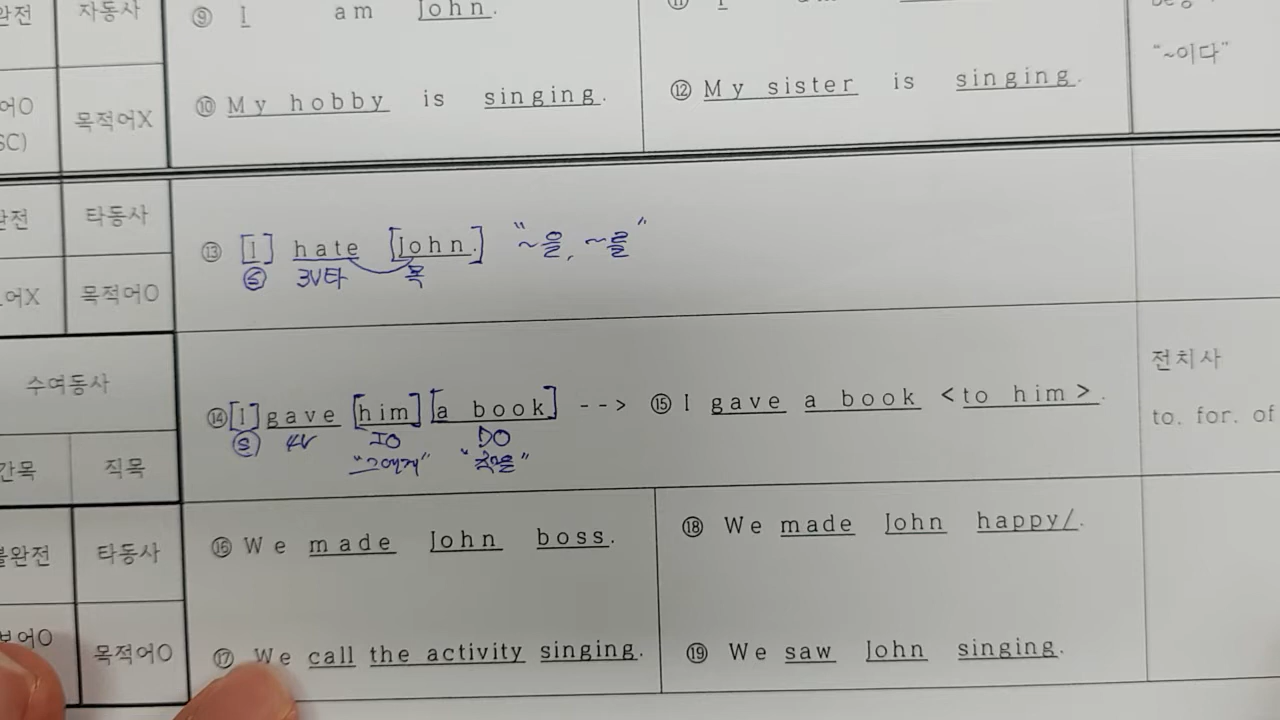 완전 자동사 ⑨ I am John.
"~이다"
어O
SC) 목적어X ⑩ My hobby is singing. ⑫ My sister is singing.
완전 타동사
⑬ [I] hate [John.] "~을, ~를"
Ⓢ 3V타 목
어X 목적어O
수여동사 전치사
⑭ [I] gave [him] [a book] --> ⑮ I gave a book <to him>. to. for. of
Ⓢ 4V IO DO
"그에게" "책을"
간목 직목
불완전 타동사 ⑯ We made John boss. ⑱ We made John happy/.
보어O 목적어O ⑰ We call the activity singing. ⑲ We saw John singing.